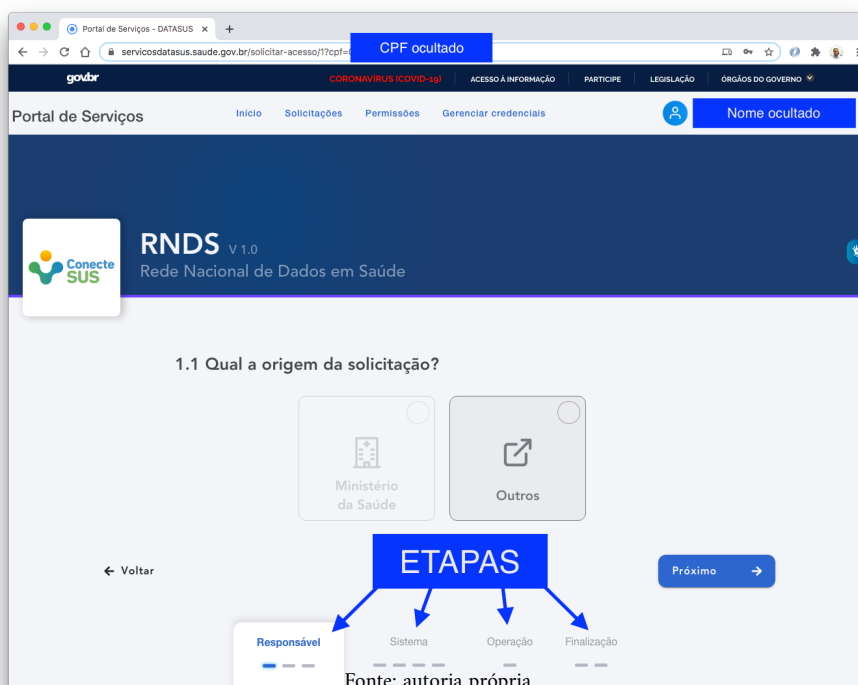 Portal de Serviços - DATASUS
servicosdatasus.saude.gov.br/solicitar-acesso/1?cpf=
CPF ocultado
gov.br
CORONAVÍRUS (COVID-19)
ACESSO À INFORMAÇÃO
PARTICIPE
LEGISLAÇÃO
ÓRGÃOS DO GOVERNO
Portal de Serviços
Início
Solicitações
Permissões
Gerenciar credenciais
Nome ocultado
Conecte
SUS
RNDS V 1.0
Rede Nacional de Dados em Saúde
1.1 Qual a origem da solicitação?
Ministério
da Saúde
Outros
ETAPAS
Voltar
Próximo
Responsável
Sistema
Operação
Finalização
Fonte: autoria própria